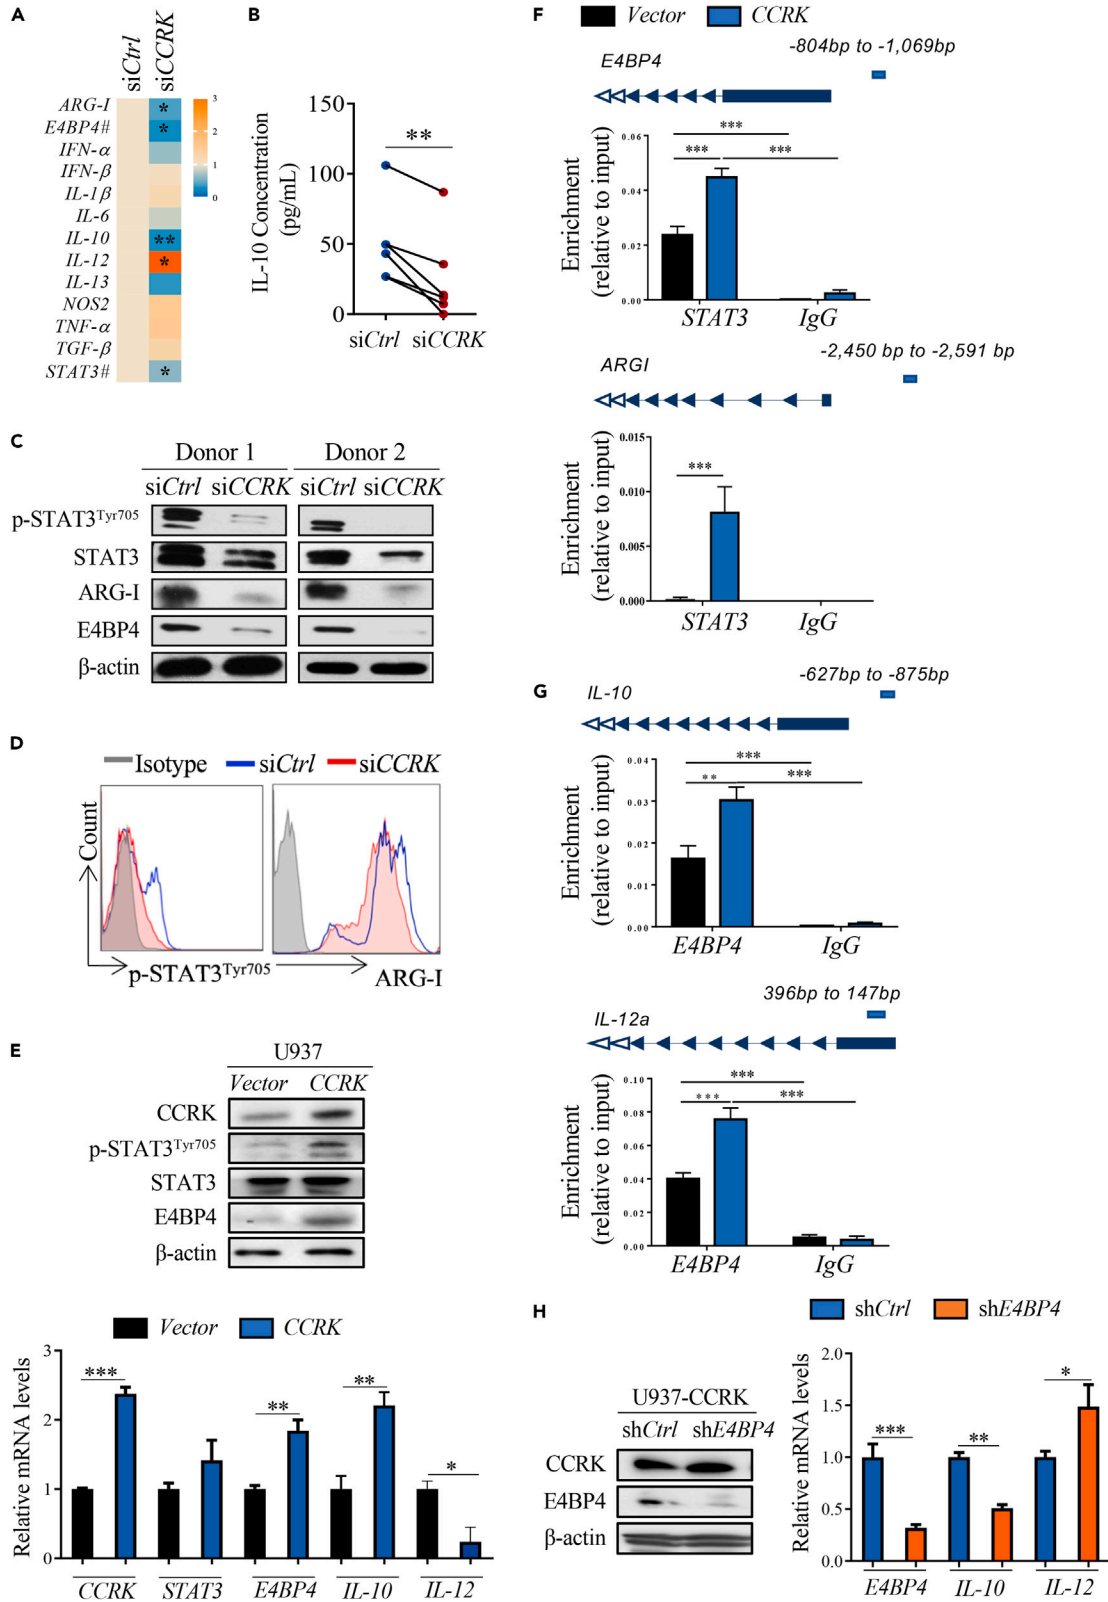 A
siCtrl
siCCRK
ARG-I
E4BP4#
IFN-α
IFN-β
IL-1β
IL-6
IL-10
IL-12
IL-13
NOS2
TNF-α
TGF-β
STAT3#
*
*
**
*
*
3
2
1
0
B
IL-10 Concentration
(pg/mL)
150
100
50
0
**
siCtrl siCCRK
C
Donor 1 Donor 2
siCtrl siCCRK siCtrl siCCRK
p-STAT3Tyr705
STAT3
ARG-I
E4BP4
β-actin
D
Isotype siCtrl siCCRK
Count
p-STAT3Tyr705
ARG-I
E
U937
Vector CCRK
CCRK
p-STAT3Tyr705
STAT3
E4BP4
β-actin
Vector CCRK
Relative mRNA levels
3
2
1
0
***
**
**
*
CCRK STAT3 E4BP4 IL-10 IL-12
F
Vector CCRK
-804bp to -1,069bp
E4BP4
Enrichment
(relative to input)
0.06
0.04
0.02
0.00
***
*** ***
STAT3 IgG
-2,450 bp to -2,591 bp
ARGI
Enrichment
(relative to input)
0.015
0.010
0.005
0.000
***
STAT3 IgG
G
-627bp to -875bp
IL-10
Enrichment
(relative to input)
0.04
0.03
0.02
0.01
0.00
***
** ***
E4BP4 IgG
396bp to 147bp
IL-12a
Enrichment
(relative to input)
0.10
0.08
0.06
0.04
0.02
0.00
***
*** ***
E4BP4 IgG
H
shCtrl shE4BP4
U937-CCRK
shCtrl shE4BP4
CCRK
E4BP4
β-actin
Relative mRNA levels
2.0
1.5
1.0
0.5
0.0
***
**
*
E4BP4 IL-10 IL-12